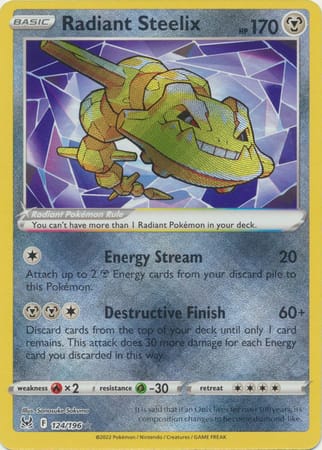 BASIC Radiant Steelix HP 170
Radiant Pokémon Rule
You can't have more than 1 Radiant Pokémon in your deck.
Energy Stream 20
Attach up to 2 Energy cards from your discard pile to
this Pokémon.
Destructive Finish 60+
Discard cards from the top of your deck until only 1 card
remains. This attack does 30 more damage for each Energy
card you discarded in this way.
weakness ×2 resistance -30 retreat
Illus.
F 124/196
It is said that if an Onix lives for over 100 years, its
composition changes to become diamond-like.
©2022 Pokémon / Nintendo / Creatures / GAME FREAK